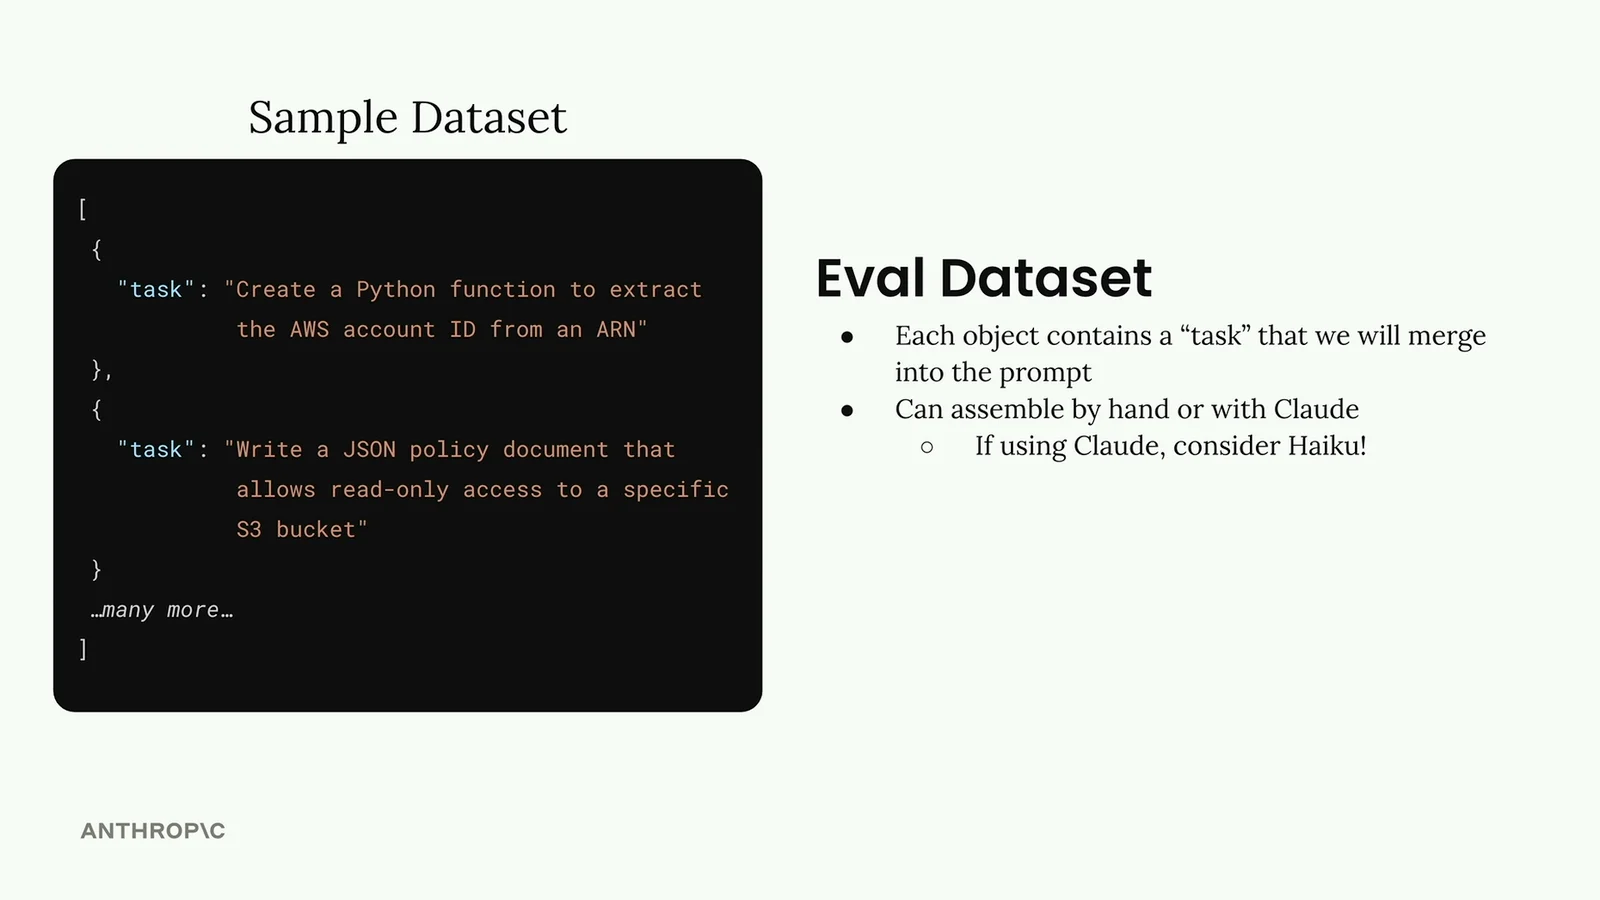 Sample Dataset
[
{
"task": "Create a Python function to extract
the AWS account ID from an ARN"
},
{
"task": "Write a JSON policy document that
allows read-only access to a specific
S3 bucket"
}
…many more…
]
Eval Dataset
● Each object contains a “task” that we will merge
into the prompt
● Can assemble by hand or with Claude
○ If using Claude, consider Haiku!
ANTHROP\C